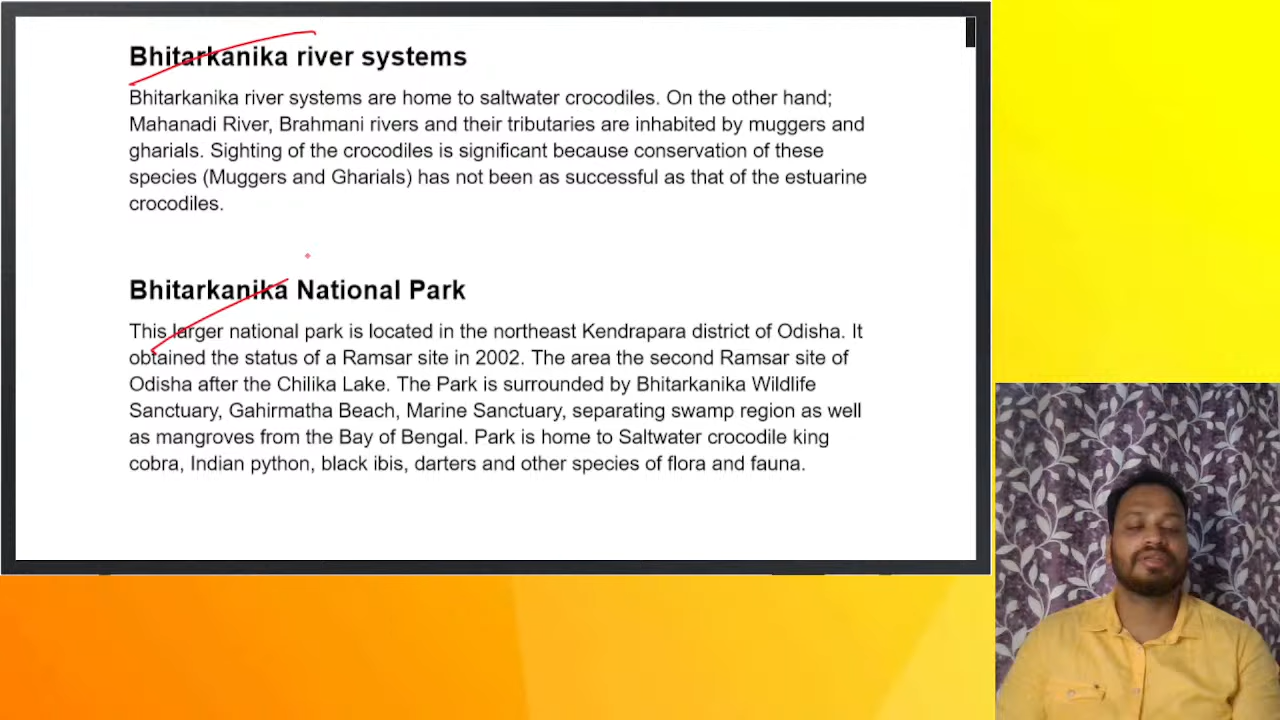 Bhitarkanika river systems
Bhitarkanika river systems are home to saltwater crocodiles. On the other hand;
Mahanadi River, Brahmani rivers and their tributaries are inhabited by muggers and
gharials. Sighting of the crocodiles is significant because conservation of these
species (Muggers and Gharials) has not been as successful as that of the estuarine
crocodiles.
Bhitarkanika National Park
This larger national park is located in the northeast Kendrapara district of Odisha. It
obtained the status of a Ramsar site in 2002. The area the second Ramsar site of
Odisha after the Chilika Lake. The Park is surrounded by Bhitarkanika Wildlife
Sanctuary, Gahirmatha Beach, Marine Sanctuary, separating swamp region as well
as mangroves from the Bay of Bengal. Park is home to Saltwater crocodile king
cobra, Indian python, black ibis, darters and other species of flora and fauna.